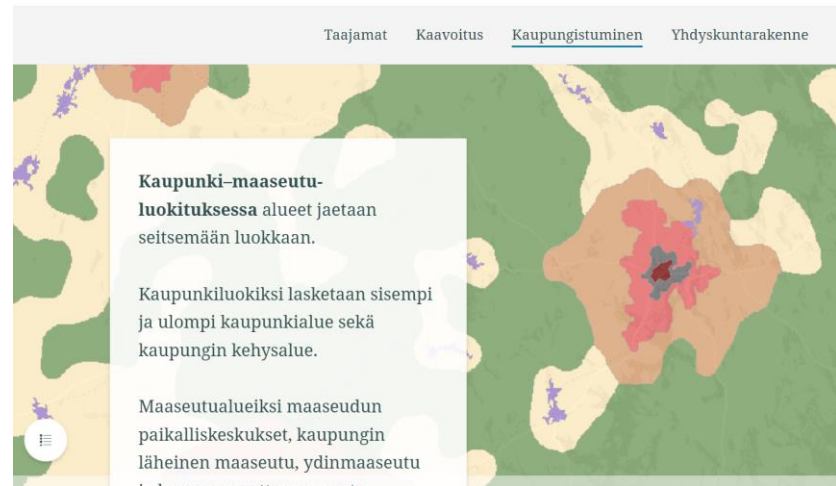 Taajamat Kaavoitus Kaupungistuminen Yhdyskuntarakenne
Kaupunki–maaseutu-
luokituksessa alueet jaetaan
seitsemään luokkaan.
Kaupunkiluokiksi lasketaan sisempi
ja ulompi kaupunkialue sekä
kaupungin kehysalue.
Maaseutualueiksi maaseudun
paikalliskeskukset, kaupungin
läheinen maaseutu, ydinmaaseutu